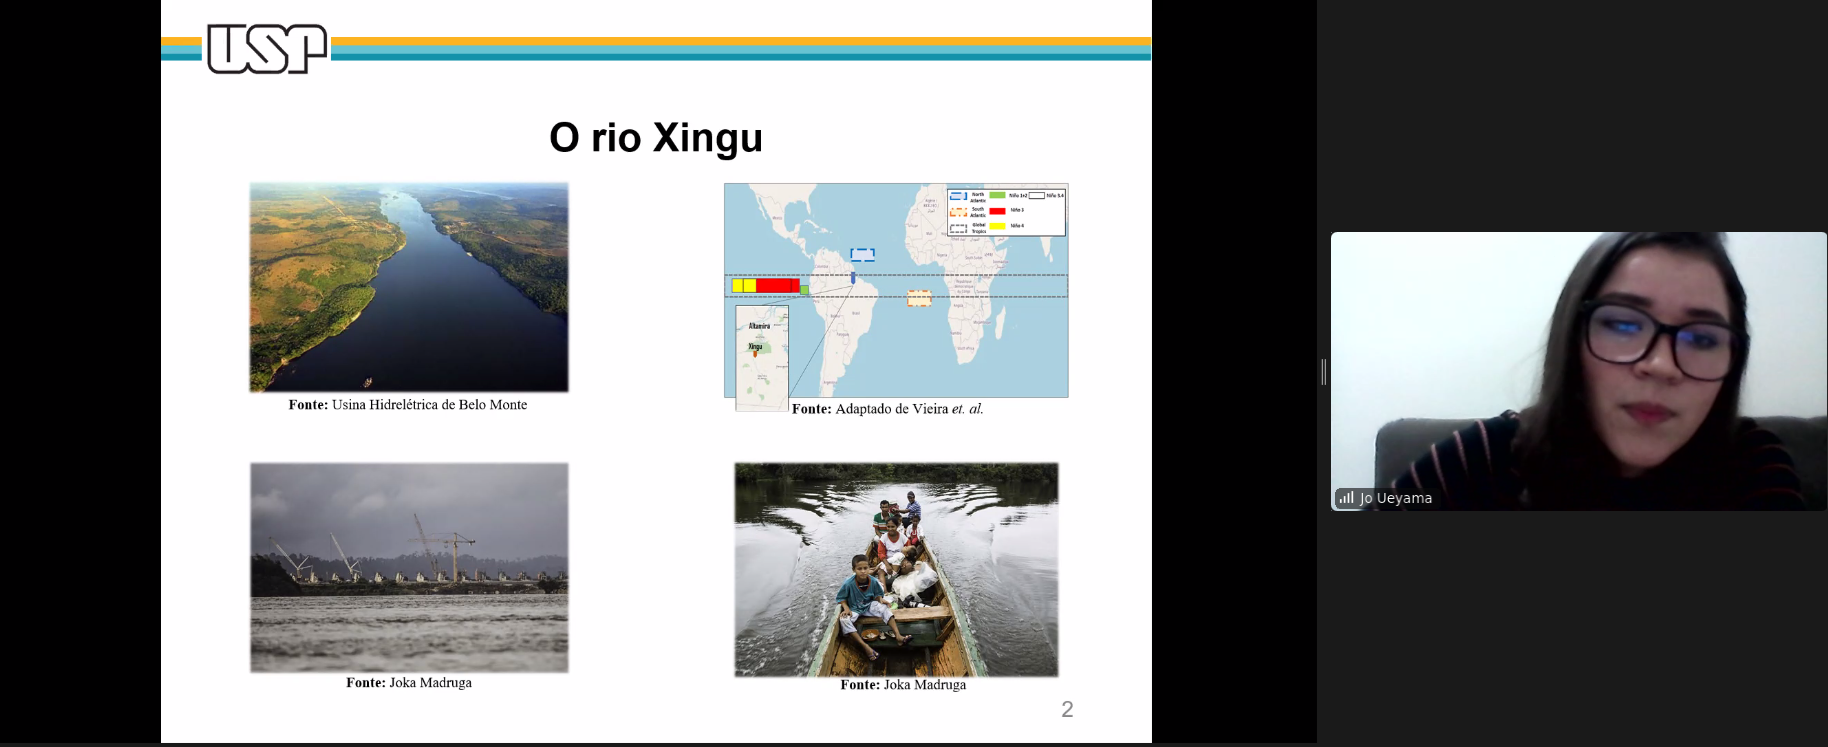 USP
O rio Xingu
North Atlantic
Niño 1+2
Niño 3.4
South Atlantic
Niño 3
Global Tropics
Niño 4
Altamira
Xingu
Fonte: Usina Hidrelétrica de Belo Monte
Fonte: Adaptado de Vieira et. al.
Fonte: Joka Madruga
Fonte: Joka Madruga
2
Jo Ueyama